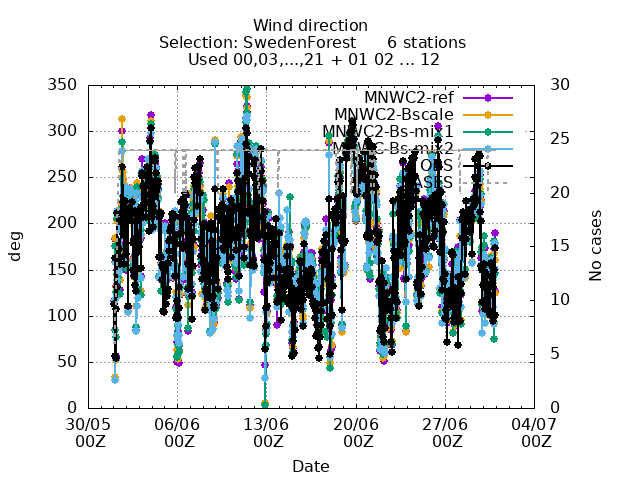 Wind direction
Selection: SwedenForest 6 stations
Used 00,03,...,21 + 01 02 ... 12
350 30
MNWC2-ref
MNWC2-Bscale
300 25
MNWC2-Bs-mix1
MNWC-Bs-mix2
OBS
250 20
200
deg No cases
15
150
10
100
50 5
0 0
30/05 06/06 13/06 20/06 27/06 04/07
00Z 00Z 00Z 00Z 00Z 00Z
Date